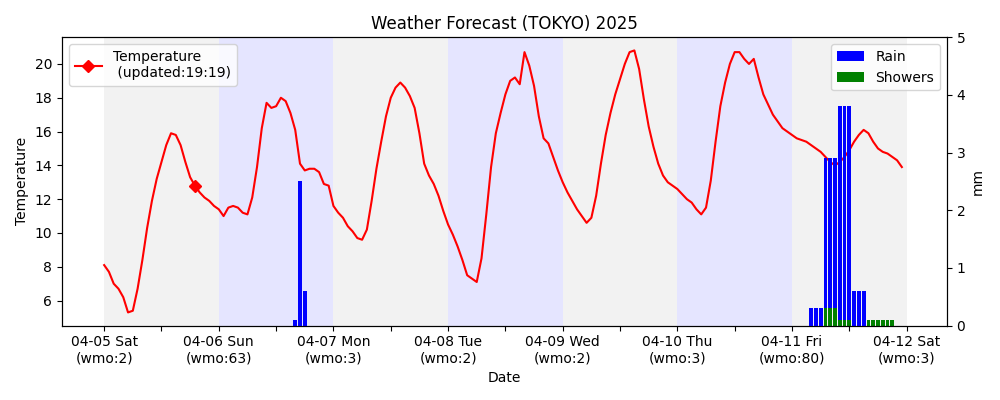 Weather Forecast (TOKYO) 2025
Temperature
(updated:19:19)
Rain
Showers
Temperature
20
18
16
14
12
10
8
6
5
4
3
2
1
0
mm
04-05 Sat 04-06 Sun 04-07 Mon 04-08 Tue 04-09 Wed 04-10 Thu 04-11 Fri 04-12 Sat
(wmo:2) (wmo:63) (wmo:3) (wmo:2) (wmo:2) (wmo:3) (wmo:80) (wmo:3)
Date